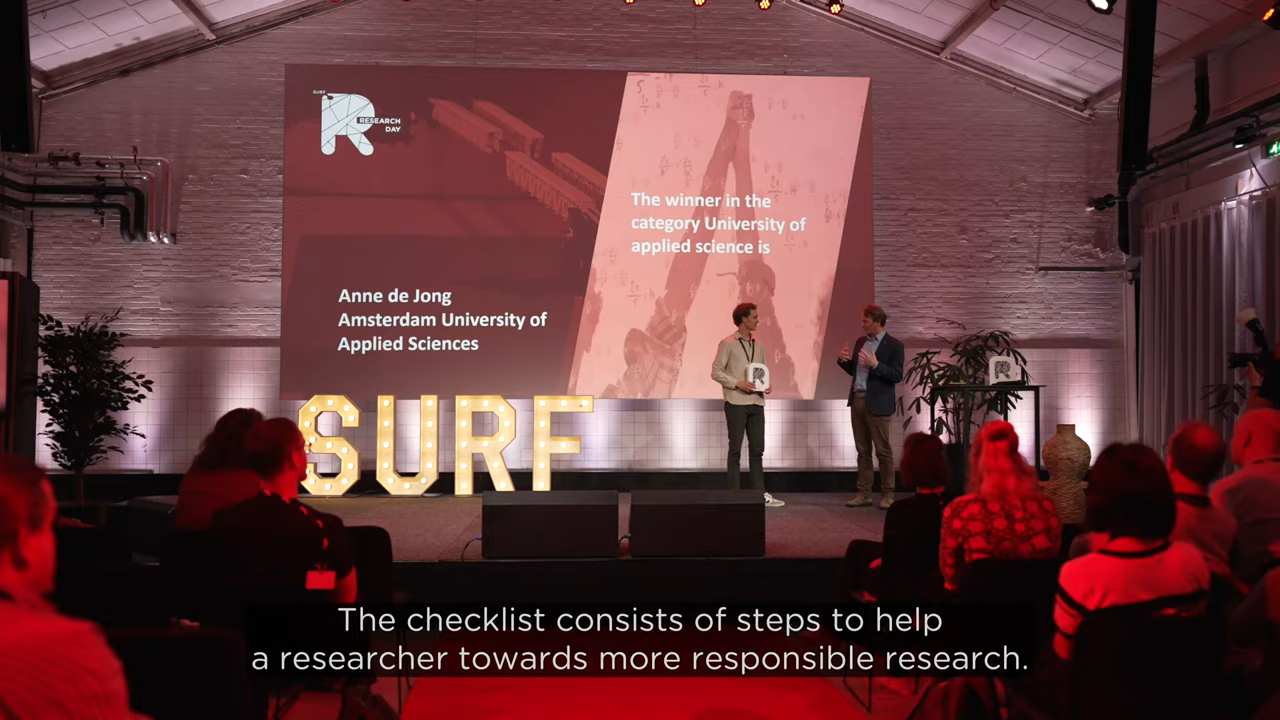 SURF
RESEARCH
DAY
R
The winner in the
category University of
applied science is
Anne de Jong
Amsterdam University of
Applied Sciences
R
R
SURF
The checklist consists of steps to help
a researcher towards more responsible research.